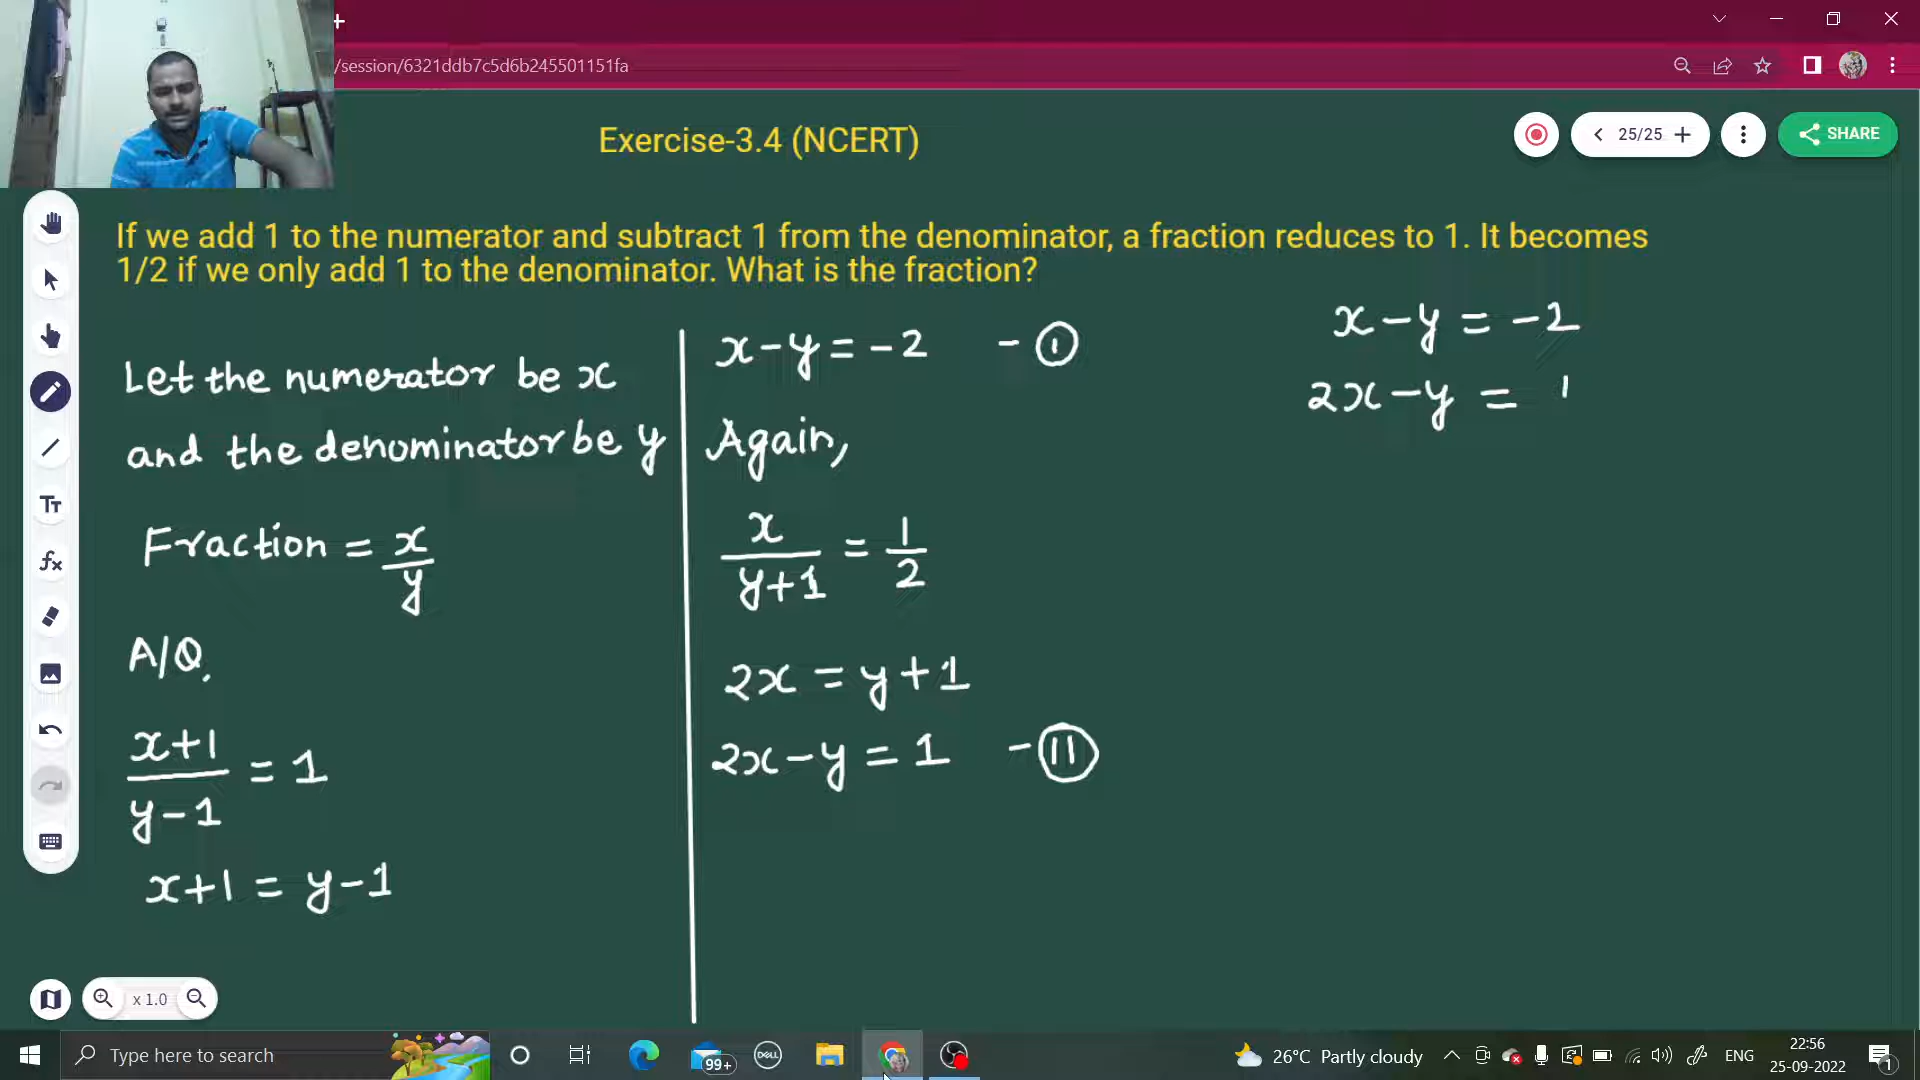 +
/session/6321ddb7c5d6b245501151fa
Exercise-3.4 (NCERT)
25/25 +
SHARE
If we add 1 to the numerator and subtract 1 from the denominator, a fraction reduces to 1. It becomes
1/2 if we only add 1 to the denominator. What is the fraction?
Let the numerator be x
and the denominator be y
Fraction = x/y
A/Q,
(x+1)/(y-1) = 1
x+1 = y-1
x-y = -2 - (I)
Again,
x/(y+1) = 1/2
2x = y+1
2x-y = 1 - (II)
x-y = -2
2x-y = 1
Tт
fx
x 1.0
Type here to search
99+
DELL
26°C Partly cloudy
ENG
22:56
25-09-2022
1